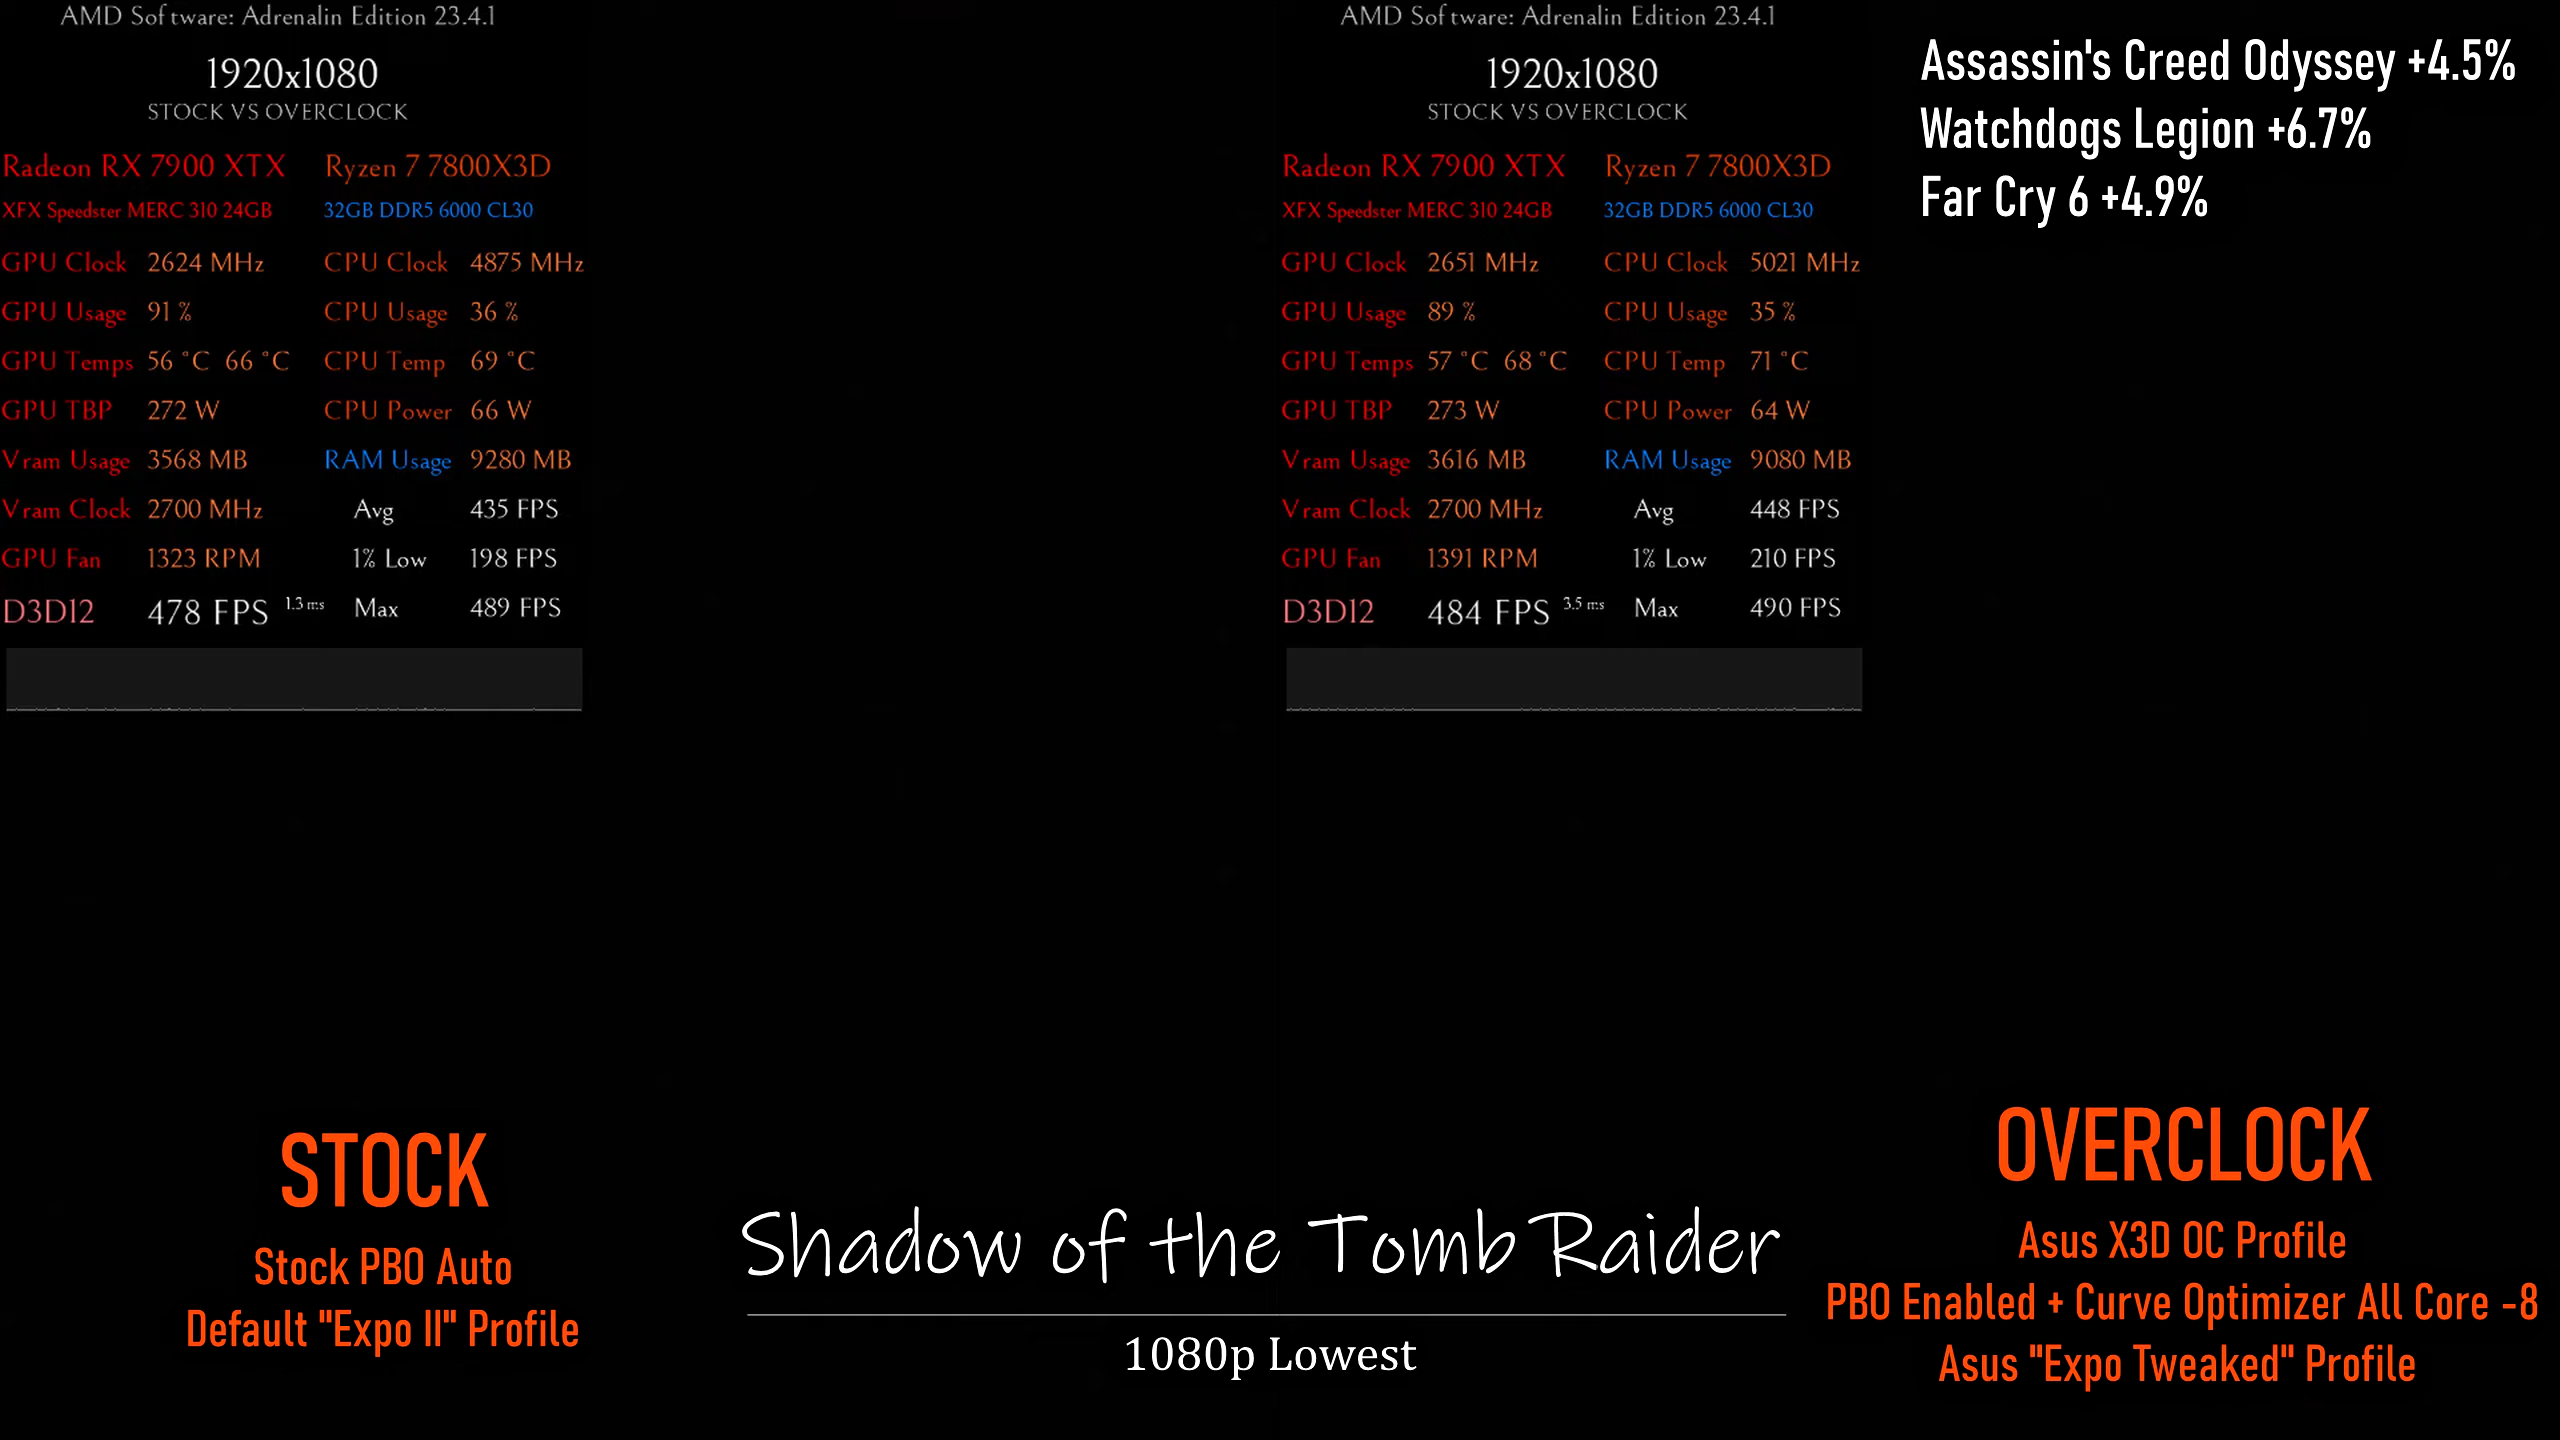 AMD Software: Adrenalin Edition 23.4.1
1920x1080
STOCK VS OVERCLOCK
Radeon RX 7900 XTX Ryzen 7 7800X3D
XFX Speedster MERC 310 24GB 32GB DDR5 6000 CL30
GPU Clock 2624 MHz CPU Clock 4875 MHz
GPU Usage 91 % CPU Usage 36 %
GPU Temps 56 °C 66 °C CPU Temp 69 °C
GPU TBP 272 W CPU Power 66 W
Vram Usage 3568 MB RAM Usage 9280 MB
Vram Clock 2700 MHz Avg 435 FPS
GPU Fan 1323 RPM 1% Low 198 FPS
D3D12 478 FPS 1.3 ms Max 489 FPS
AMD Software: Adrenalin Edition 23.4.1
1920x1080
STOCK VS OVERCLOCK
Radeon RX 7900 XTX Ryzen 7 7800X3D
XFX Speedster MERC 310 24GB 32GB DDR5 6000 CL30
GPU Clock 2651 MHz CPU Clock 5021 MHz
GPU Usage 89 % CPU Usage 35 %
GPU Temps 57 °C 68 °C CPU Temp 71 °C
GPU TBP 273 W CPU Power 64 W
Vram Usage 3616 MB RAM Usage 9080 MB
Vram Clock 2700 MHz Avg 448 FPS
GPU Fan 1391 RPM 1% Low 210 FPS
D3D12 484 FPS 3.5 ms Max 490 FPS
Assassin's Creed Odyssey +4.5%
Watchdogs Legion +6.7%
Far Cry 6 +4.9%
STOCK
Stock PBO Auto
Default "Expo II" Profile
Shadow of the Tomb Raider
1080p Lowest
OVERCLOCK
Asus X3D OC Profile
PBO Enabled + Curve Optimizer All Core -8
Asus "Expo Tweaked" Profile